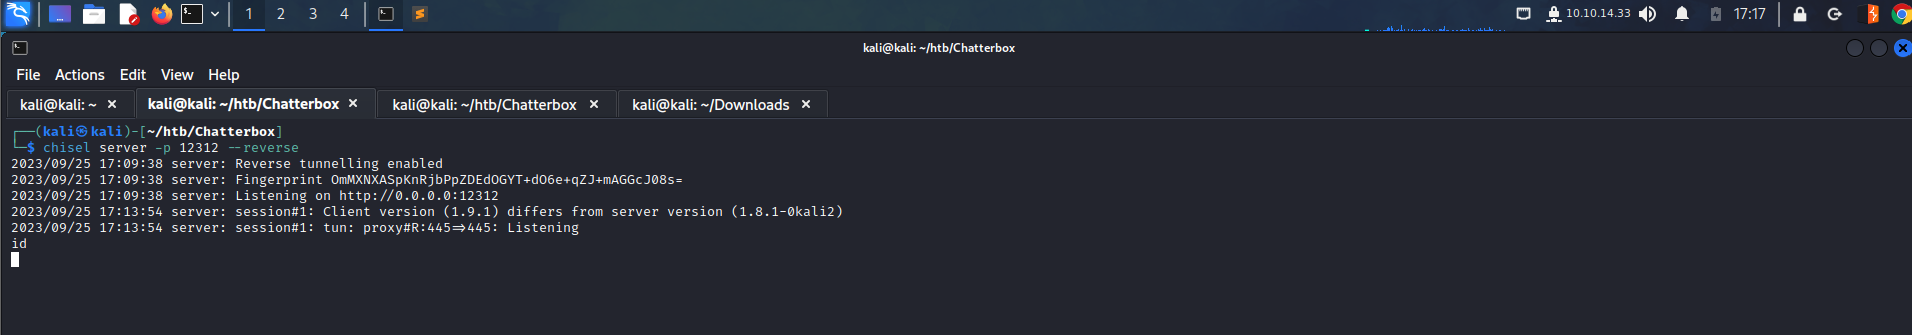 1 2 3 4 10.10.14.33 17:17
kali@kali: ~/htb/Chatterbox
File Actions Edit View Help
kali@kali: ~ × kali@kali: ~/htb/Chatterbox × kali@kali: ~/htb/Chatterbox × kali@kali: ~/Downloads ×
┌──(kali㉿kali)-[~/htb/Chatterbox]
└─$ chisel server -p 12312 --reverse
2023/09/25 17:09:38 server: Reverse tunnelling enabled
2023/09/25 17:09:38 server: Fingerprint OmMXNXASpKnRjbPpZDEdOGYT+dO6e+qZJ+mAGGcJ08s=
2023/09/25 17:09:38 server: Listening on http://0.0.0.0:12312
2023/09/25 17:13:54 server: session#1: Client version (1.9.1) differs from server version (1.8.1-0kali2)
2023/09/25 17:13:54 server: session#1: tun: proxy#R:445=>445: Listening
id